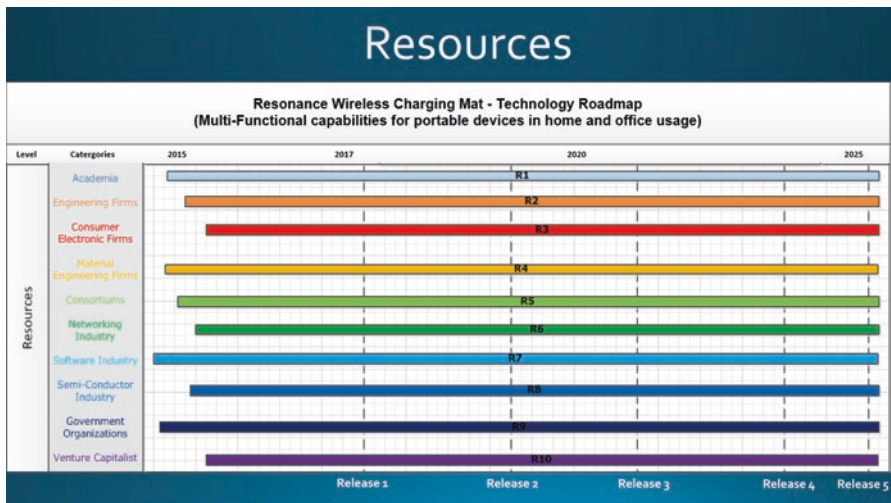 Resources
Resonance Wireless Charging Mat - Technology Roadmap
(Multi-Functional capabilities for portable devices in home and office usage)
Level Catergories 2015 2017 2020 2025
Resources
Academia R1
Engineering Firms R2
Consumer
Electronic Firms R3
Material
Engineering Firms R4
Consortiums R5
Networking
Industry R6
Software Industry R7
Semi-Conductor
Industry R8
Government
Organizations R9
Venture Capitalist R10
Release 1 Release 2 Release 3 Release 4 Release 5